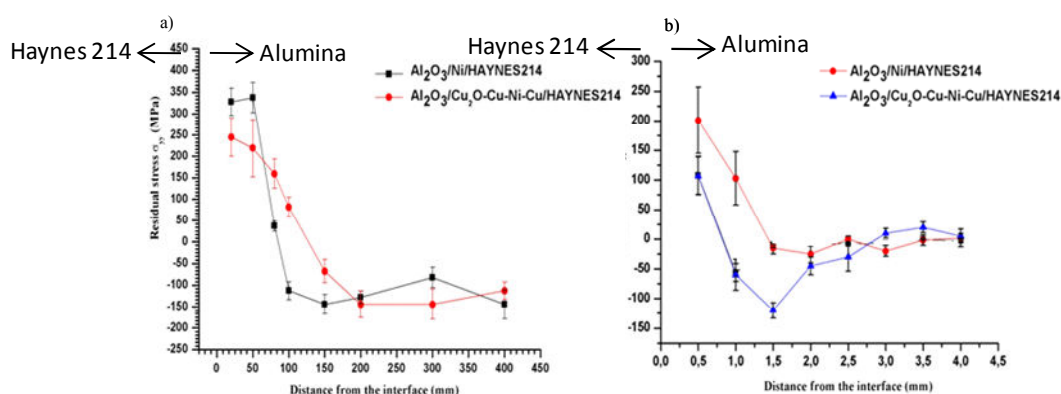 a)
Haynes 214
Alumina
Al₂O₃/Ni/HAYNES214
Al₂O₃/Cu₂O-Cu-Ni-Cu/HAYNES214
Residual stress σyy (MPa)
450
400
350
300
250
200
150
100
50
0
-50
-100
-150
-200
-250
0 50 100 150 200 250 300 350 400 450
Distance from the interface (mm)
b)
Haynes 214
Alumina
Al₂O₃/Ni/HAYNES214
Al₂O₃/Cu₂O-Cu-Ni-Cu/HAYNES214
300
250
200
150
100
50
0
-50
-100
-150
0,0 0,5 1,0 1,5 2,0 2,5 3,0 3,5 4,0 4,5
Distance from the interface (mm)